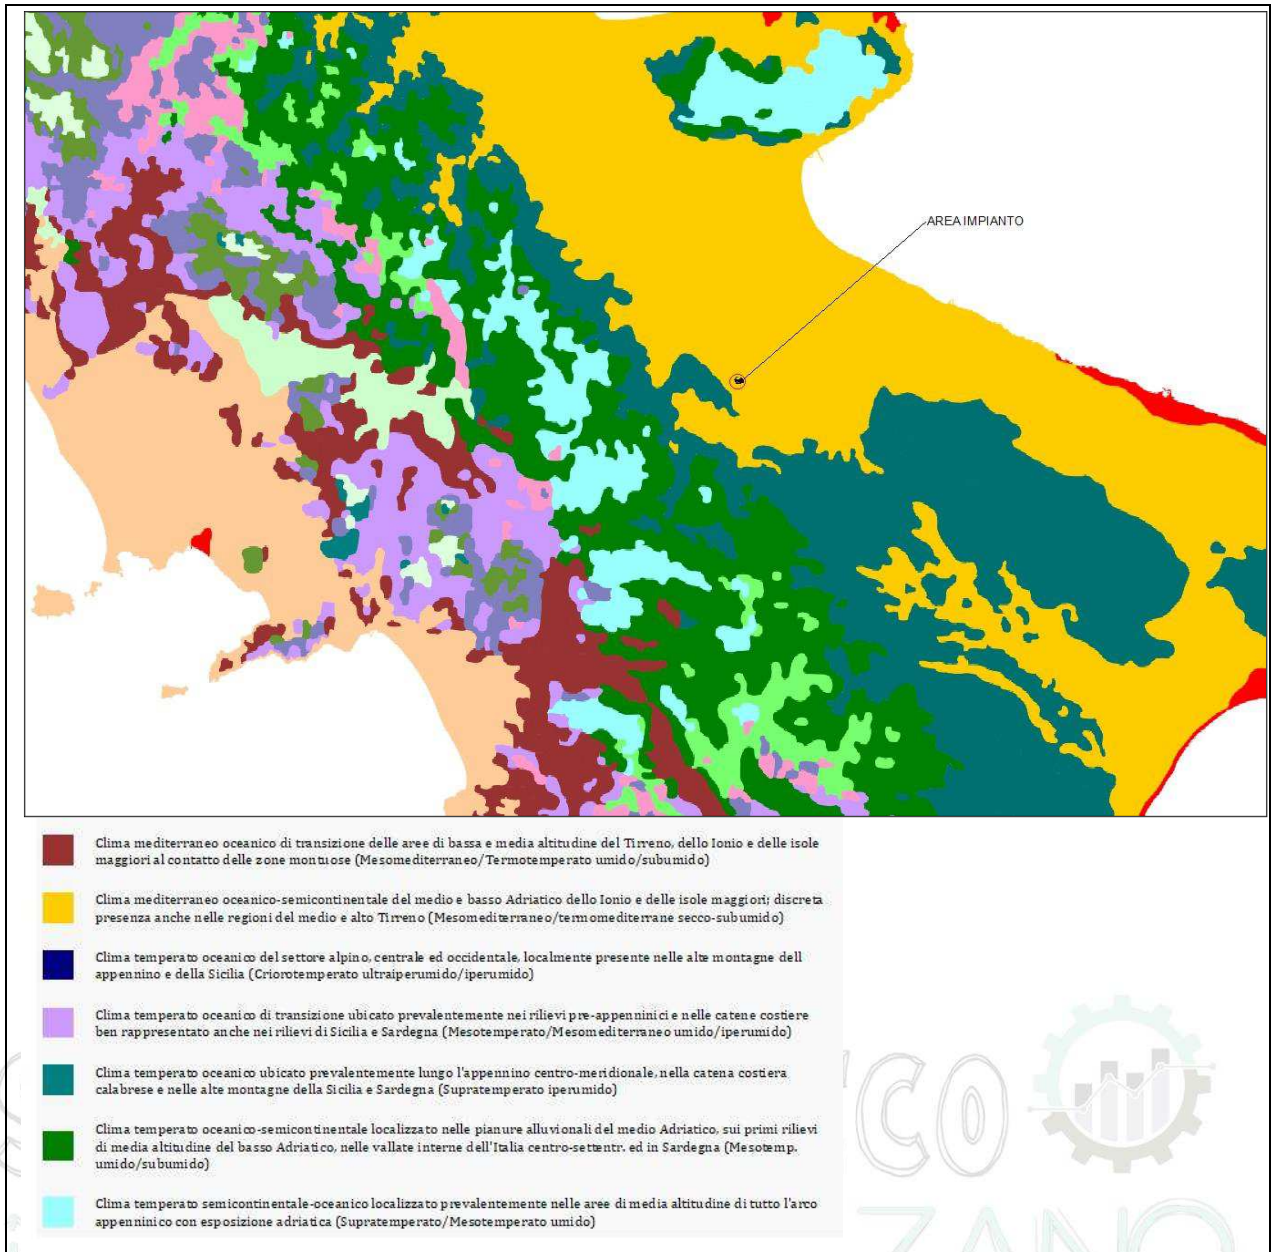 AREA IMPIANTO
Clima mediterraneo oceanico di transizione delle aree di bassa e media altitudine del Tirreno, dello Ionio e delle isole
maggiori al contatto delle zone montuose (Mesomediterraneo/Termotemperato umido/subumido)
Clima mediterraneo oceanico-semicontinentale del medio e basso Adriatico dello Ionio e delle isole maggiori; discreta
presenza anche nelle regioni del medio e alto Tirreno (Mesomediterraneo/termomediterrane secco-subumido)
Clima temperato oceanico del settore alpino, centrale ed occidentale, localmente presente nelle alte montagne dell
appennino e della Sicilia (Criorotemperato ultraiperumido/iperumido)
Clima temperato oceanico di transizione ubicato prevalentemente nei rilievi pre-appenninici e nelle catene costiere
ben rappresentato anche nei rilievi di Sicilia e Sardegna (Mesotemperato/Mesomediterraneo umido/iperumido)
Clima temperato oceanico ubicato prevalentemente lungo l'appennino centro-meridionale, nella catena costiera
calabrese e nelle alte montagne della Sicilia e Sardegna (Supratemperato iperumido)
Clima temperato oceanico-semicontinentale localizzato nelle pianure alluvionali del medio Adriatico, sui primi rilievi
di media altitudine del basso Adriatico, nelle vallate interne dell'Italia centro-settentr. ed in Sardegna (Mesotemp.
umido/subumido)
Clima temperato semicontinentale-oceanico localizzato prevalentemente nelle aree di media altitudine di tutto l'arco
appenninico con esposizione adriatica (Supratemperato/Mesotemperato umido)